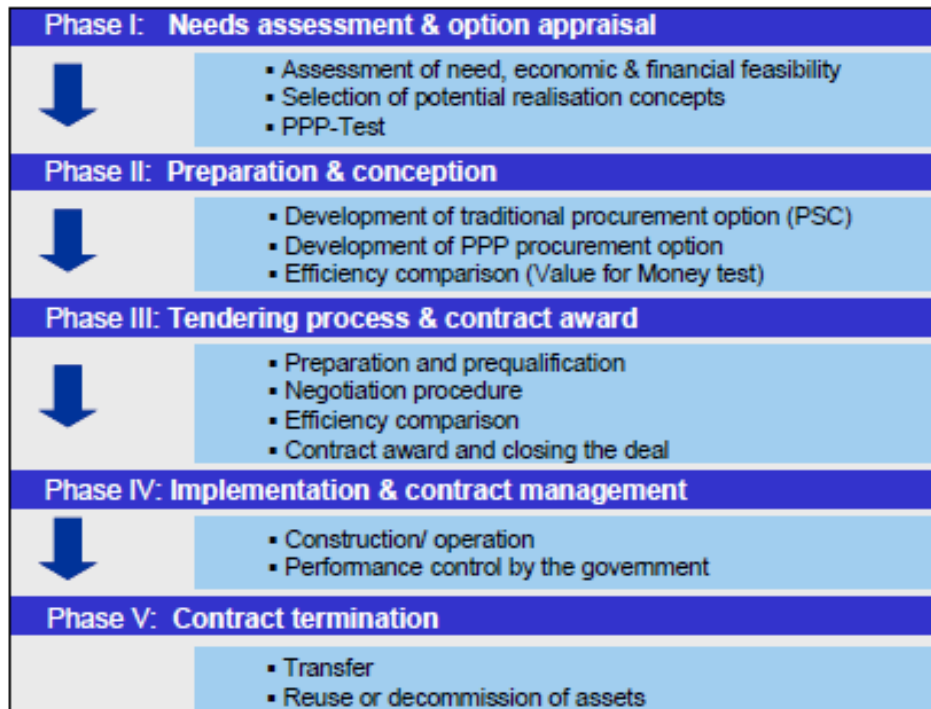 Phase I: Needs assessment & option appraisal
▪ Assessment of need, economic & financial feasibility
▪ Selection of potential realisation concepts
▪ PPP-Test
Phase II: Preparation & conception
▪ Development of traditional procurement option (PSC)
▪ Development of PPP procurement option
▪ Efficiency comparison (Value for Money test)
Phase III: Tendering process & contract award
▪ Preparation and prequalification
▪ Negotiation procedure
▪ Efficiency comparison
▪ Contract award and closing the deal
Phase IV: Implementation & contract management
▪ Construction/ operation
▪ Performance control by the government
Phase V: Contract termination
▪ Transfer
▪ Reuse or decommission of assets